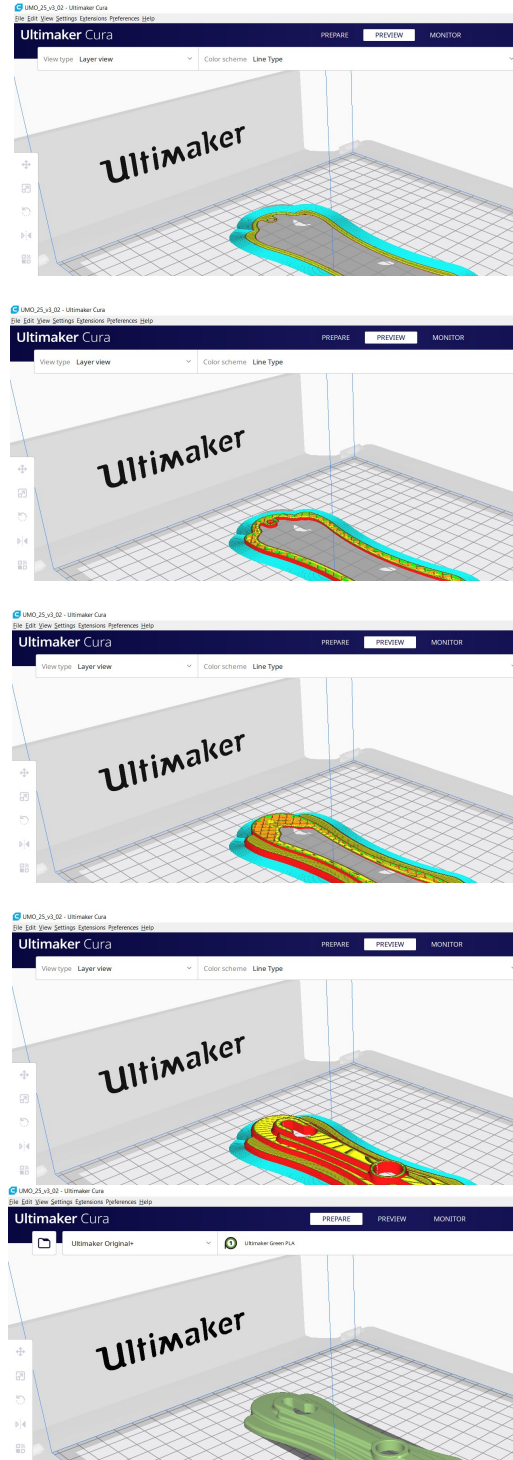 UMO_25_v3_02 - Ultimaker Cura
File Edit View Settings Extensions Preferences Help
Ultimaker Cura PREPARE PREVIEW MONITOR
View type Layer view Color scheme Line Type
Ultimaker
UMO_25_v3_02 - Ultimaker Cura
File Edit View Settings Extensions Preferences Help
Ultimaker Cura PREPARE PREVIEW MONITOR
View type Layer view Color scheme Line Type
Ultimaker
UMO_25_v3_02 - Ultimaker Cura
File Edit View Settings Extensions Preferences Help
Ultimaker Cura PREPARE PREVIEW MONITOR
View type Layer view Color scheme Line Type
Ultimaker
UMO_25_v3_02 - Ultimaker Cura
File Edit View Settings Extensions Preferences Help
Ultimaker Cura PREPARE PREVIEW MONITOR
View type Layer view Color scheme Line Type
Ultimaker
UMO_25_v3_02 - Ultimaker Cura
File Edit View Settings Extensions Preferences Help
Ultimaker Cura PREPARE PREVIEW MONITOR
Ultimaker Original+ 1 Ultimaker Green PLA
Ultimaker